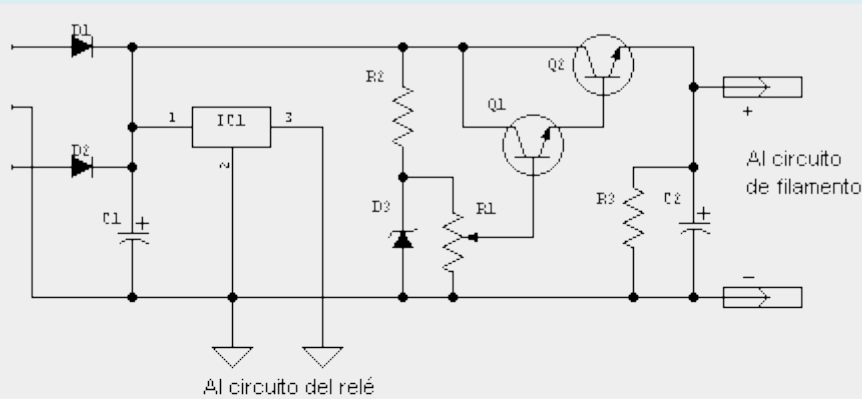 D1
R2
Q2
Q1
1
IC1
3
+
D2
2
Al circuito
de filamento
C1
+
D3
R1
R3
C2
+
−
Al circuito del relé